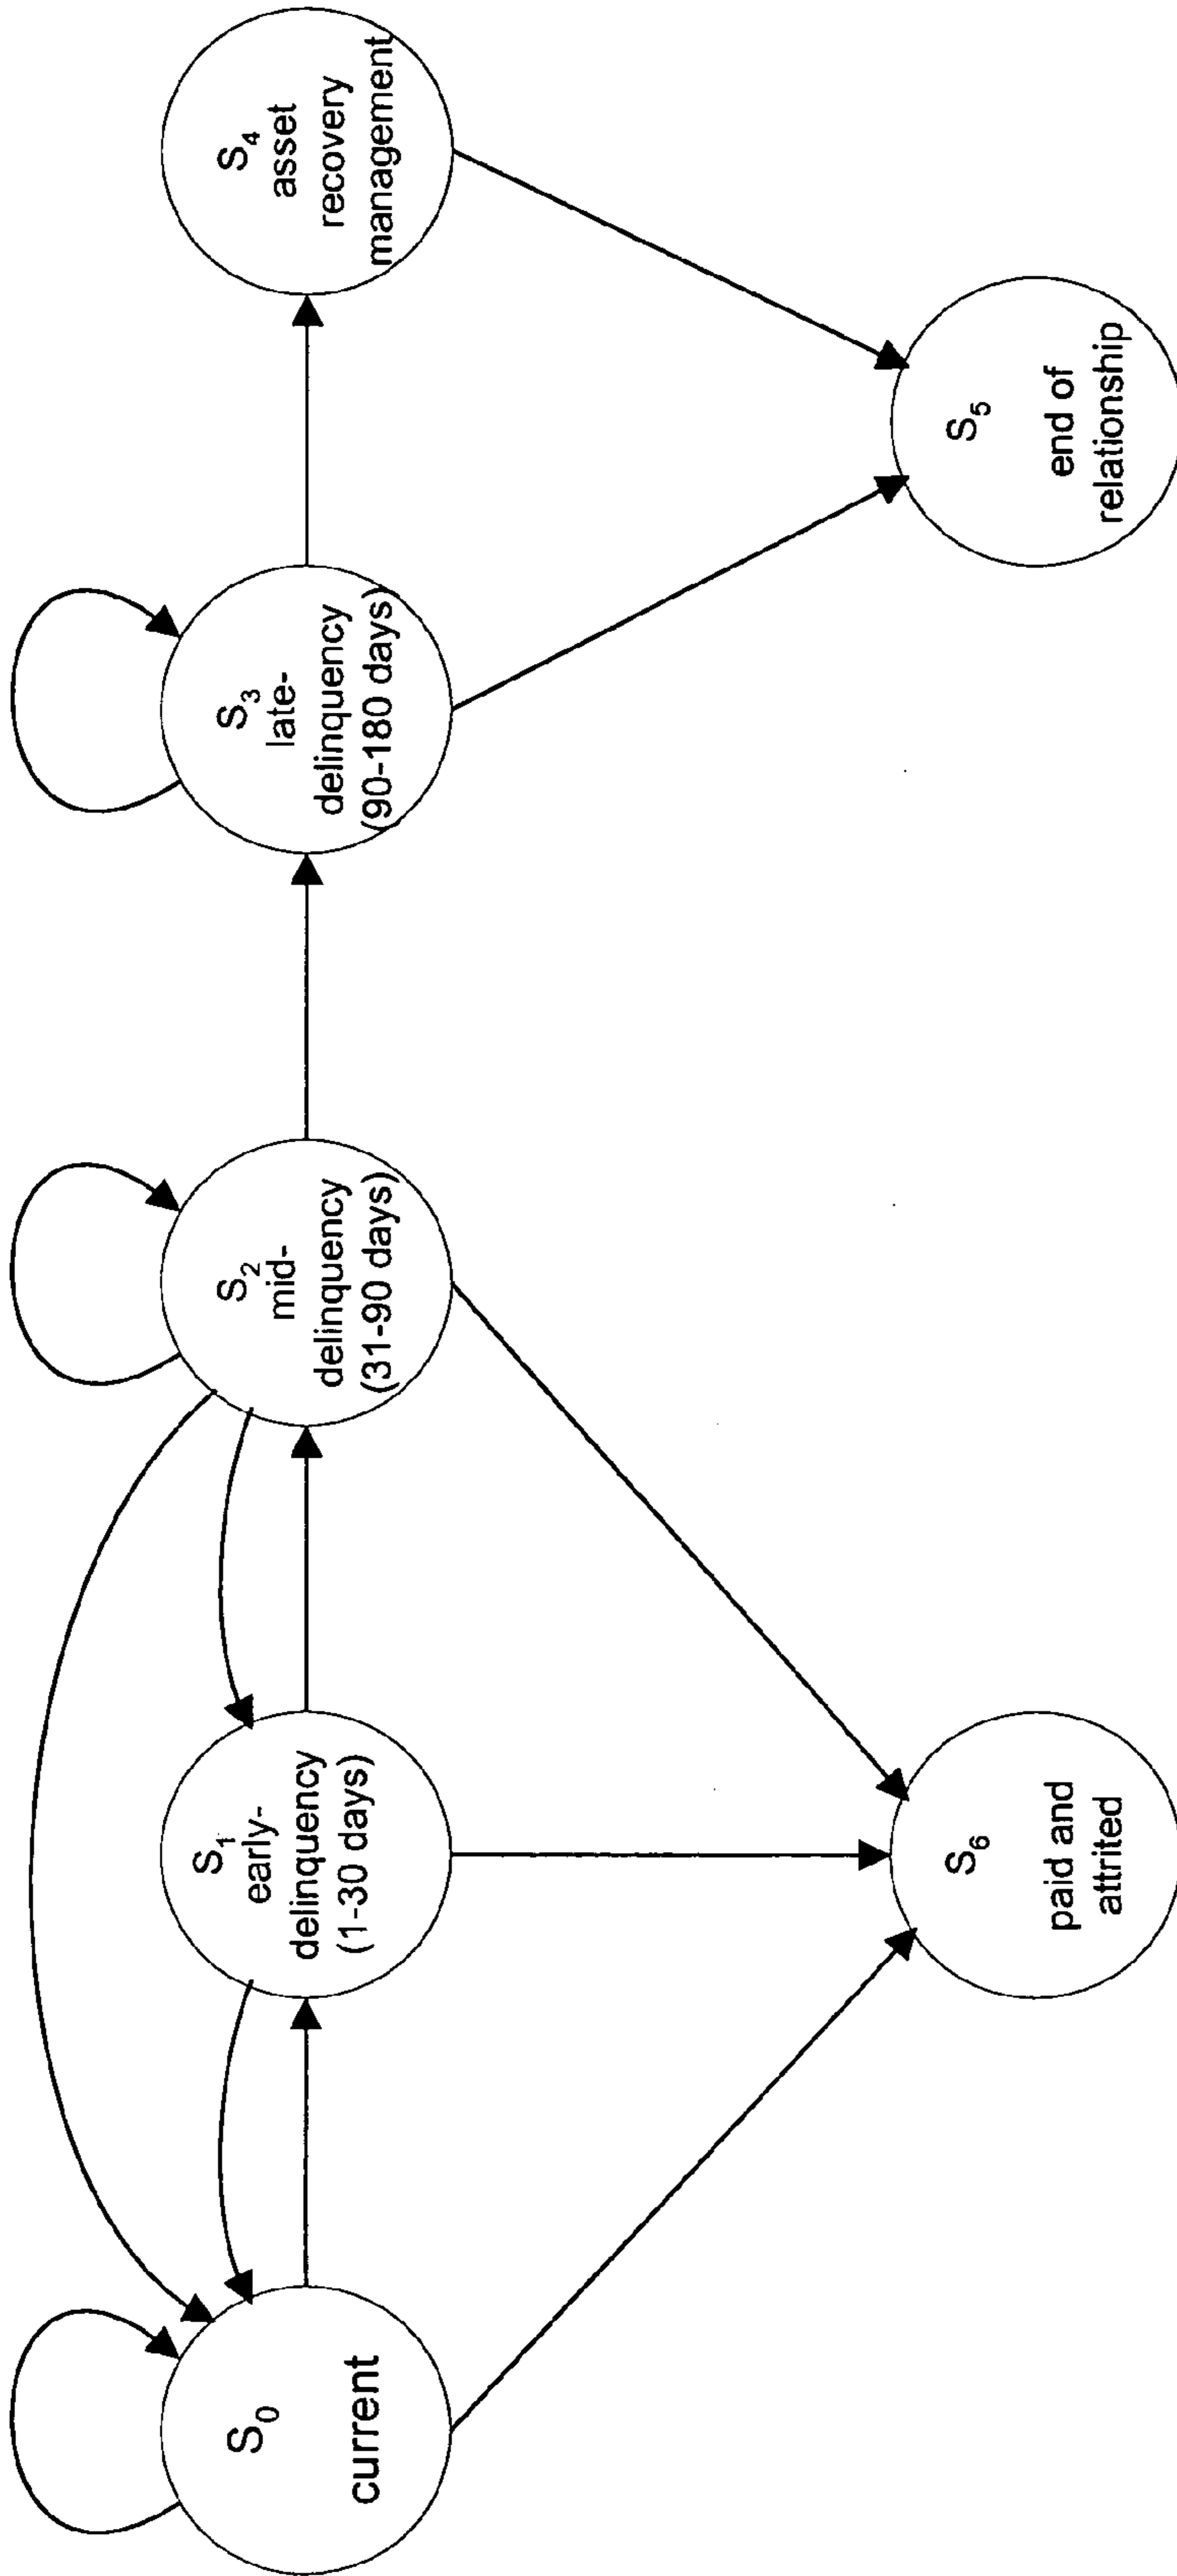 S0
current
S1
early-
delinquency
(1-30 days)
S2
mid-
delinquency
(31-90 days)
S3
late-
delinquency
(90-180 days)
S4
asset
recovery
management
S6
paid and
attrited
S5
end of
relationship